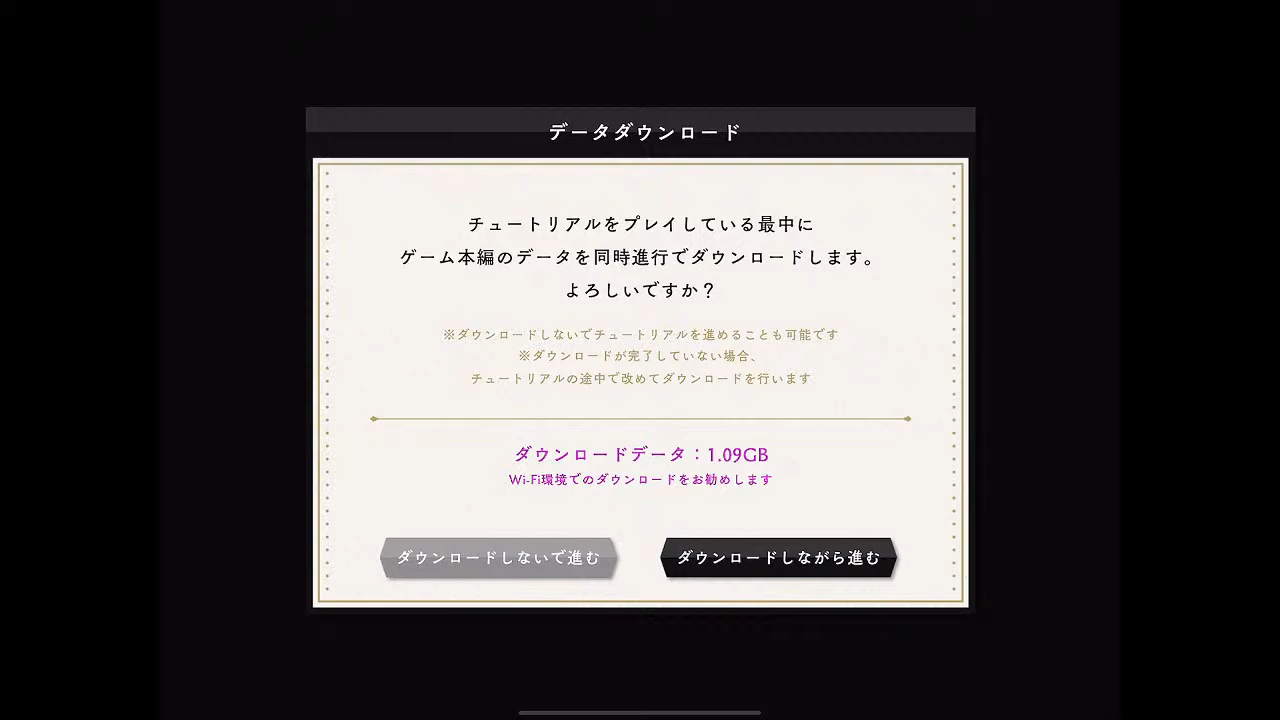 データダウンロード
チュートリアルをプレイしている最中に
ゲーム本編のデータを同時進行でダウンロードします。
よろしいですか？
※ダウンロードしないでチュートリアルを進めることも可能です
※ダウンロードが完了していない場合、
チュートリアルの途中で改めてダウンロードを行います
ダウンロードデータ：1.09GB
Wi-Fi環境でのダウンロードをお勧めします
ダウンロードしないで進む
ダウンロードしながら進む